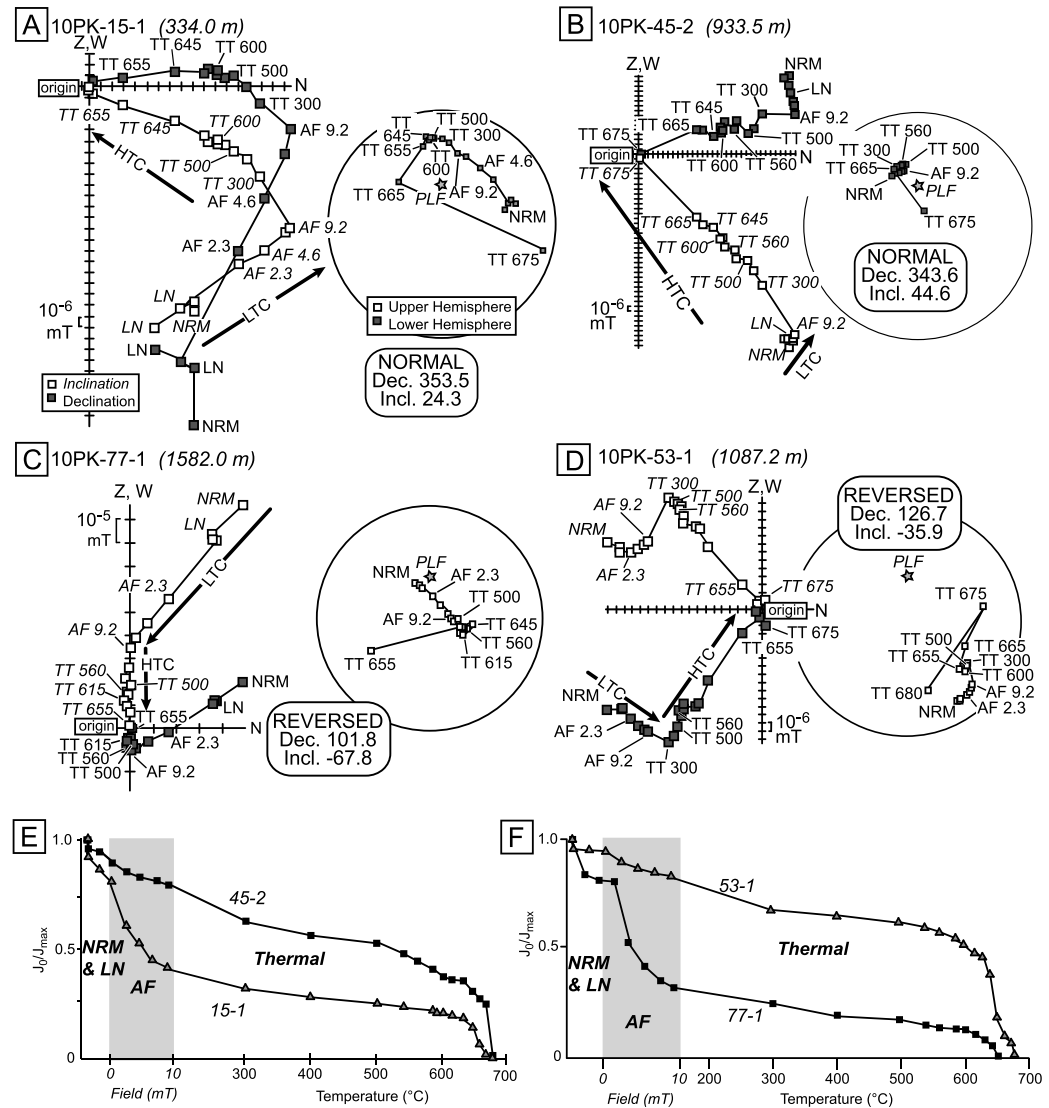 A 10PK-15-1 (334.0 m)
Z,W
TT 645
TT 600
TT 655
TT 500
origin
N
TT 655
TT 300
TT 645
TT 600
AF 9.2
HTC
TT 500
TT 300
AF 4.6
AF 9.2
AF 2.3
AF 4.6
AF 2.3
LN
LTC
10-6
mT
NRM
LN
LN
LN
Inclination
Declination
NRM
TT
645
TT 500
TT 300
TT 655
TT
600
AF 4.6
AF 9.2
TT 665
PLF
NRM
TT 675
Upper Hemisphere
Lower Hemisphere
NORMAL
Dec. 353.5
Incl. 24.3
B 10PK-45-2 (933.5 m)
NRM
Z,W
LN
TT 300
TT 645
TT 665
AF 9.2
TT 675
TT 500
origin
N
TT 600
TT 560
TT 675
TT 665
TT 645
TT 600
TT 560
HTC
TT 500
TT 300
10-6
mT
LN
AF 9.2
NRM
LTC
TT 560
TT 300
TT 500
TT 665
AF 9.2
NRM
PLF
TT 675
NORMAL
Dec. 343.6
Incl. 44.6
C 10PK-77-1 (1582.0 m)
Z, W
NRM
10-5
mT
LN
LTC
AF 2.3
AF 9.2
HTC
TT 560
TT 500
TT 615
NRM
TT 655
TT 655
LN
origin
N
TT 615
AF 2.3
TT 560
TT 500
AF 9.2
PLF
NRM
AF 2.3
TT 500
AF 9.2
TT 645
TT 560
TT 655
TT 615
REVERSED
Dec. 101.8
Incl. -67.8
D 10PK-53-1 (1087.2 m)
TT 300
Z,W
TT 500
AF 9.2
TT 560
NRM
AF 2.3
TT 655
TT 675
origin
N
TT 675
HTC
TT 655
LTC
NRM
AF 2.3
TT 560
10-6
mT
TT 500
AF 9.2
TT 300
REVERSED
Dec. 126.7
Incl. -35.9
PLF
TT 675
TT 500
TT 665
TT 655
TT 300
TT 600
TT 680
AF 9.2
NRM
AF 2.3
E
1.0
45-2
J0/Jmax
0.5
NRM
& LN
Thermal
AF
15-1
0
0 10 300 400 500 600 700
Field (mT)
Temperature (°C)
F
1.0
53-1
J0/Jmax
0.5
NRM
& LN
Thermal
AF
77-1
0
0 10 200 300 400 500 600 700
Field (mT)
Temperature (°C)